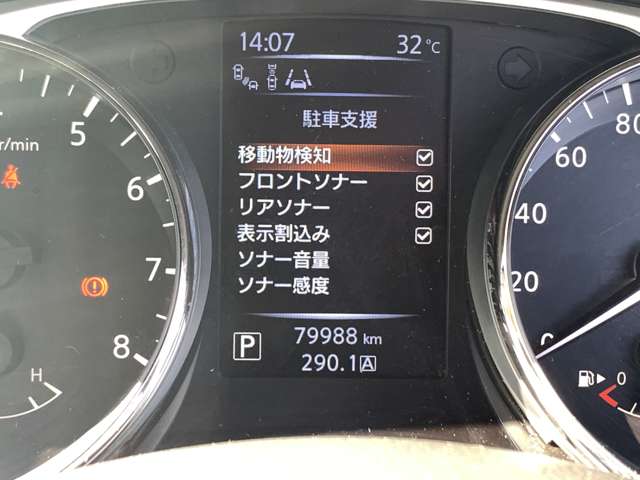 14:07 32°C
駐車支援
移動物検知
フロントソナー
リアソナー
表示割込み
ソナー音量
ソナー感度
P 79988 km
290.1 A
r/min
5
6
7
8
H
80
60
40
20
0
0